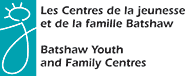 Les Centres de la jeunesse
et de la famille Batshaw
Batshaw Youth
and Family Centres